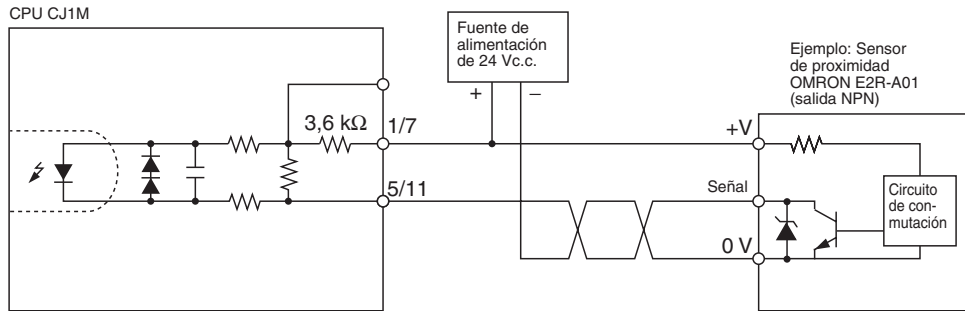 CPU CJ1M
Fuente de
alimentación
de 24 Vc.c.
+
−
Ejemplo: Sensor
de proximidad
OMRON E2R-A01
(salida NPN)
3,6 kΩ
1/7
+V
5/11
Señal
0 V
Circuito
de con-
mutación